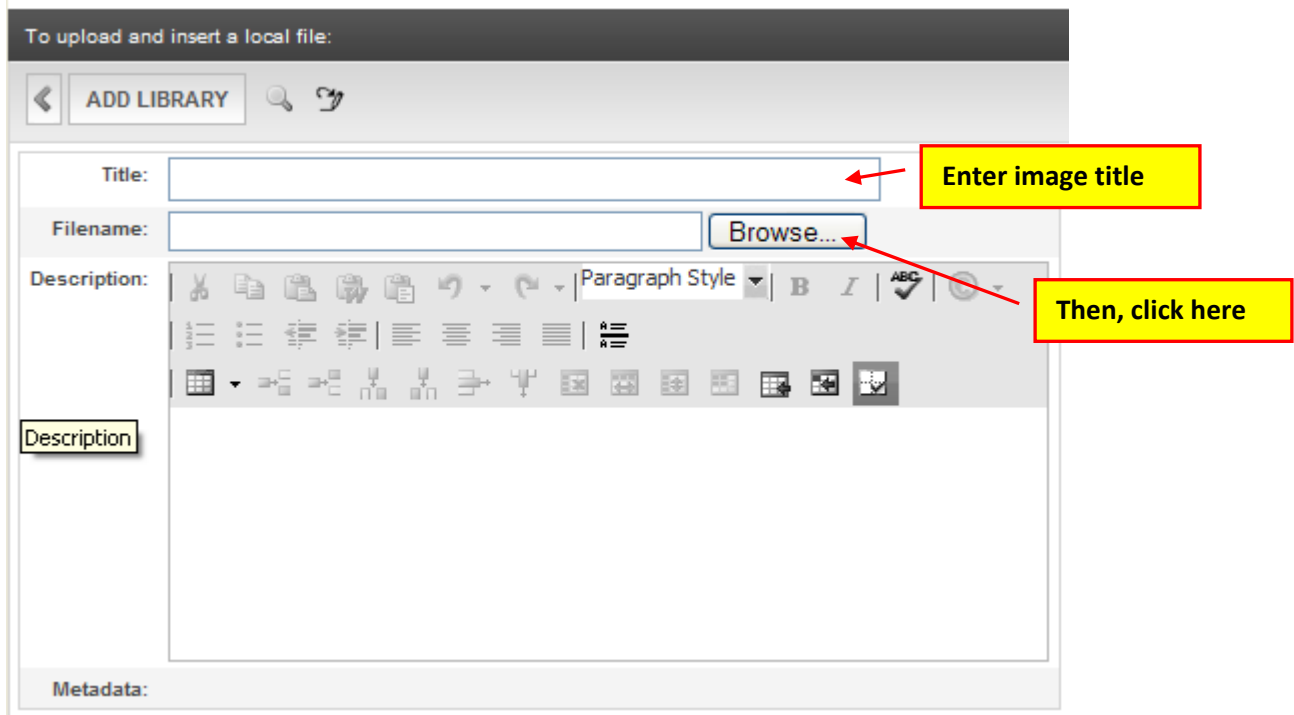 To upload and insert a local file:
ADD LIBRARY
Title:
Enter image title
Filename:
Browse...
Description:
Paragraph Style
B I
ABC
©
Then, click here
Description
Metadata: